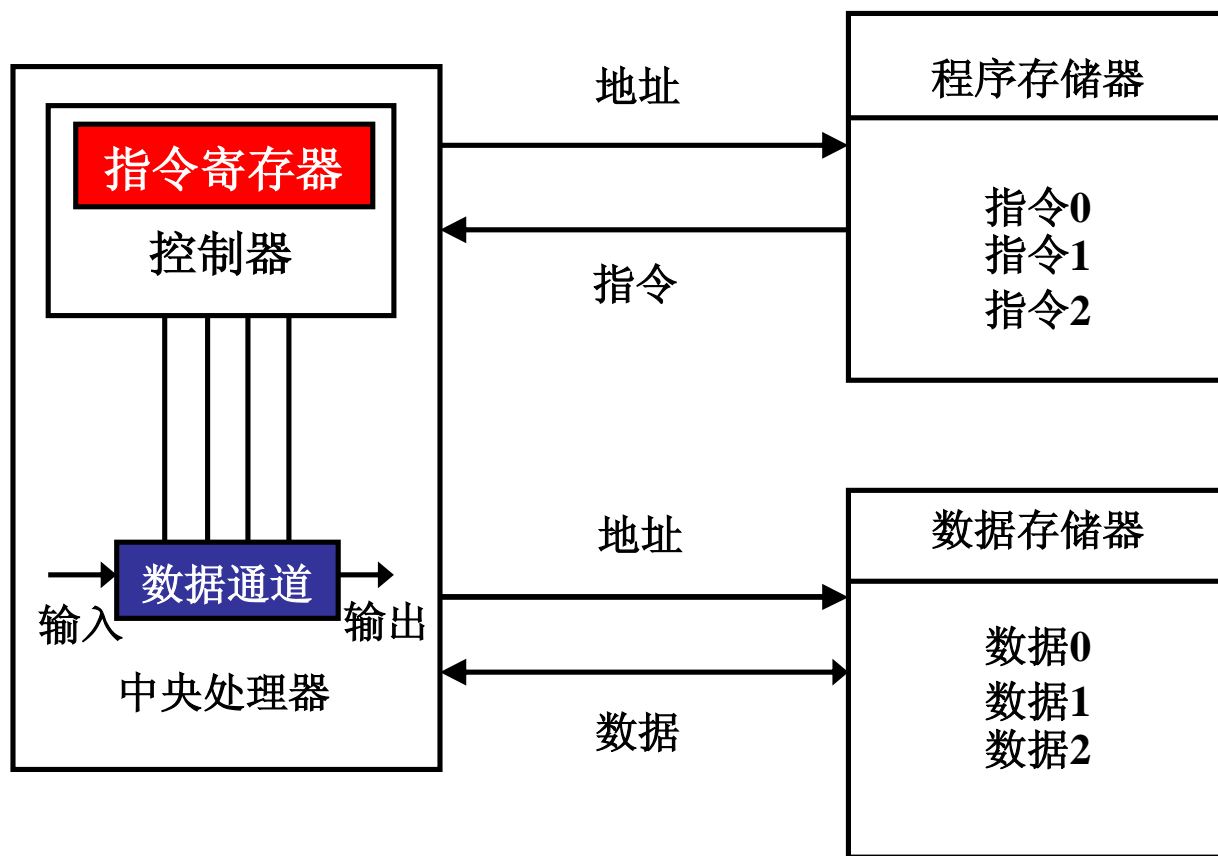 指令寄存器
控制器
数据通道
输入
输出
中央处理器
地址
指令
地址
数据
程序存储器
指令0
指令1
指令2
数据存储器
数据0
数据1
数据2